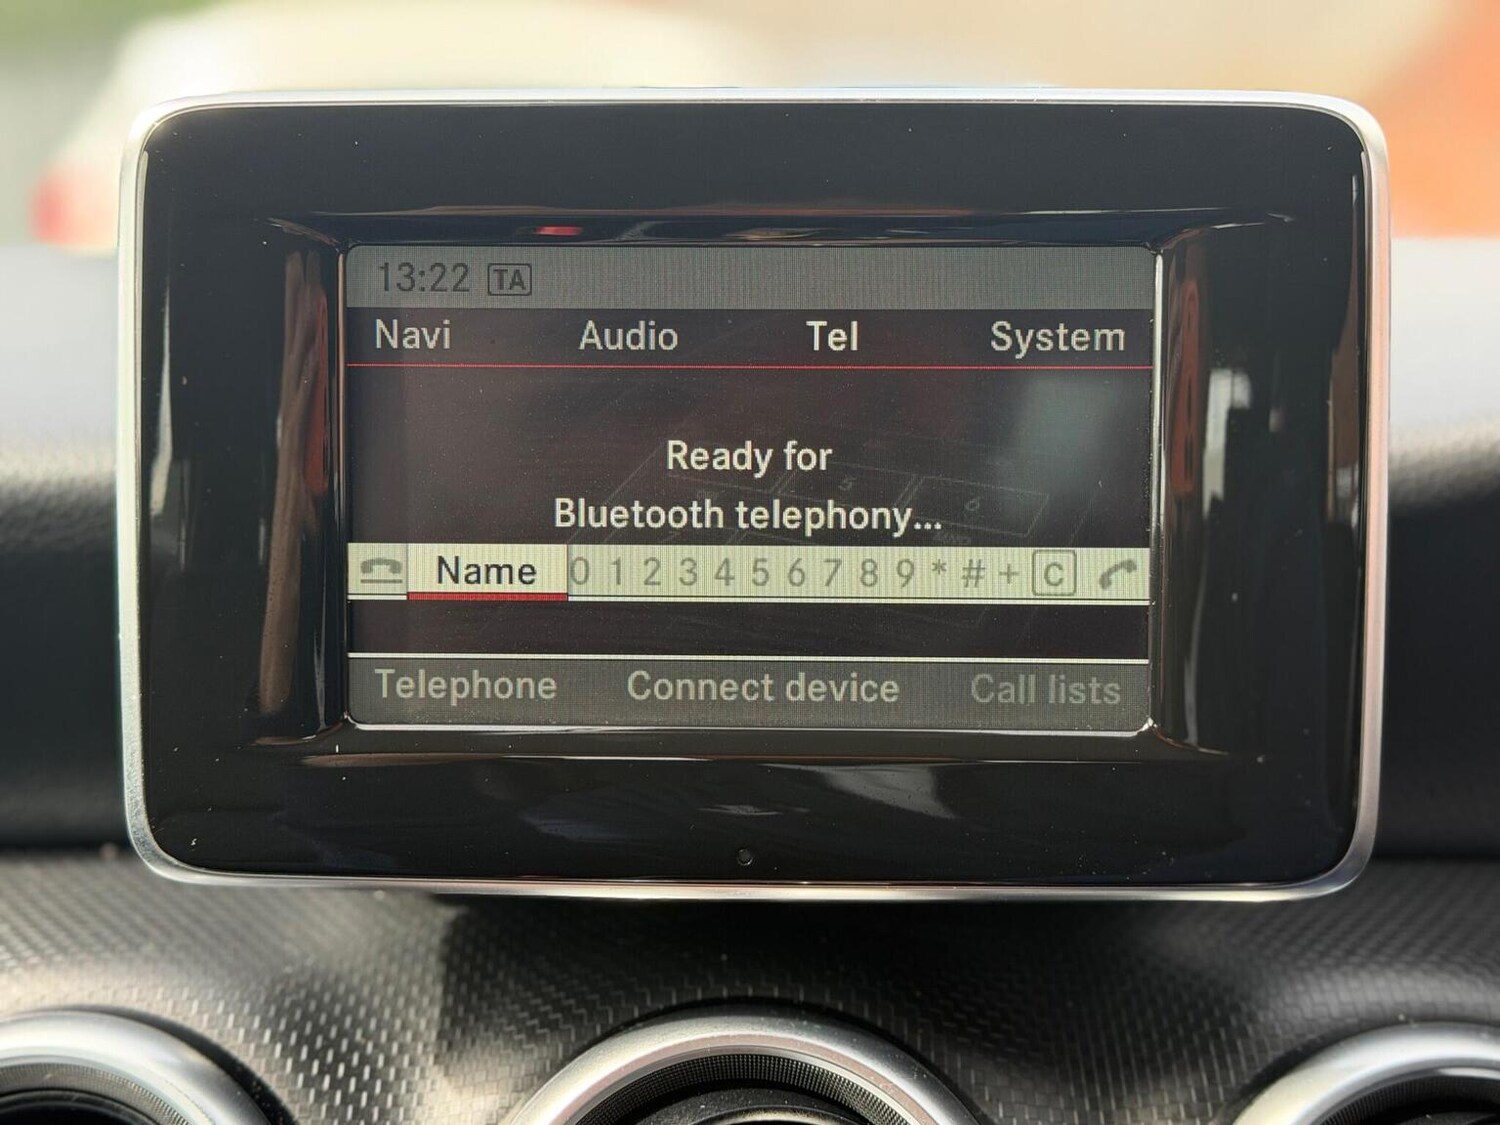 13:22 TA
Navi Audio Tel System
Ready for
Bluetooth telephony...
Name 0 1 2 3 4 5 6 7 8 9 * # + C
Telephone Connect device Call lists